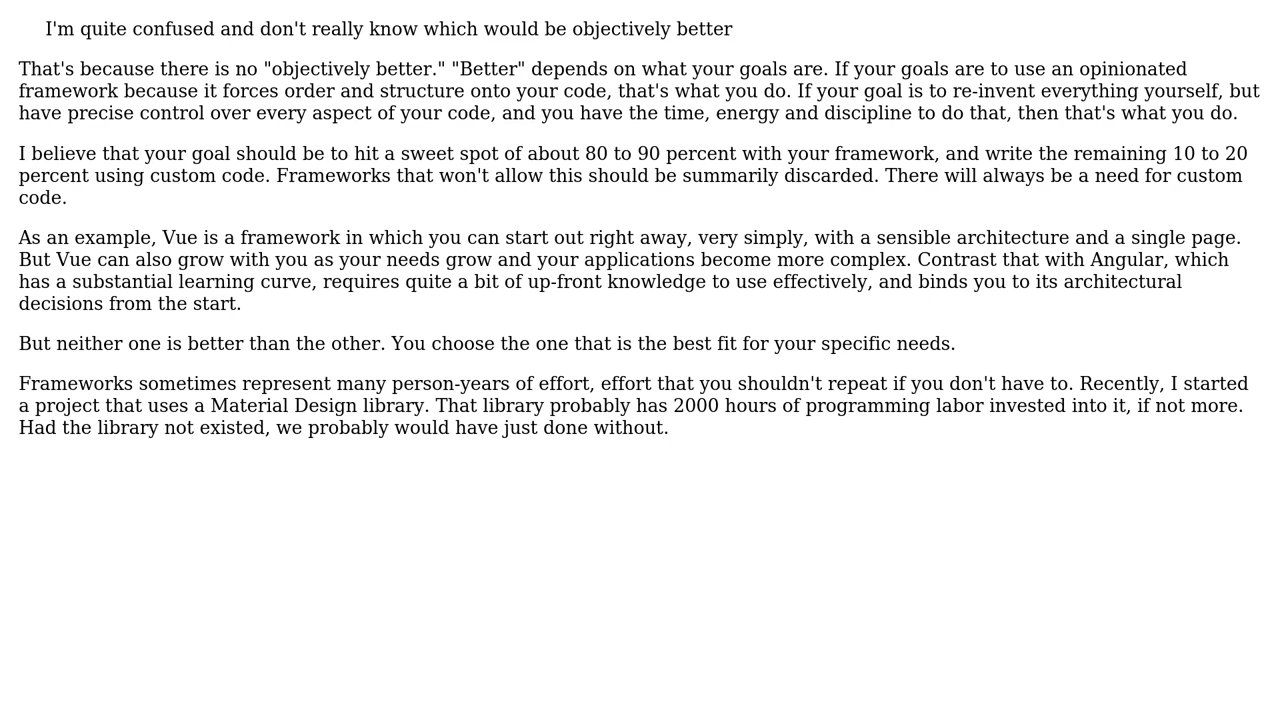 I'm quite confused and don't really know which would be objectively better
That's because there is no "objectively better." "Better" depends on what your goals are. If your goals are to use an opinionated
framework because it forces order and structure onto your code, that's what you do. If your goal is to re-invent everything yourself, but
have precise control over every aspect of your code, and you have the time, energy and discipline to do that, then that's what you do.
I believe that your goal should be to hit a sweet spot of about 80 to 90 percent with your framework, and write the remaining 10 to 20
percent using custom code. Frameworks that won't allow this should be summarily discarded. There will always be a need for custom
code.
As an example, Vue is a framework in which you can start out right away, very simply, with a sensible architecture and a single page.
But Vue can also grow with you as your needs grow and your applications become more complex. Contrast that with Angular, which
has a substantial learning curve, requires quite a bit of up-front knowledge to use effectively, and binds you to its architectural
decisions from the start.
But neither one is better than the other. You choose the one that is the best fit for your specific needs.
Frameworks sometimes represent many person-years of effort, effort that you shouldn't repeat if you don't have to. Recently, I started
a project that uses a Material Design library. That library probably has 2000 hours of programming labor invested into it, if not more.
Had the library not existed, we probably would have just done without.